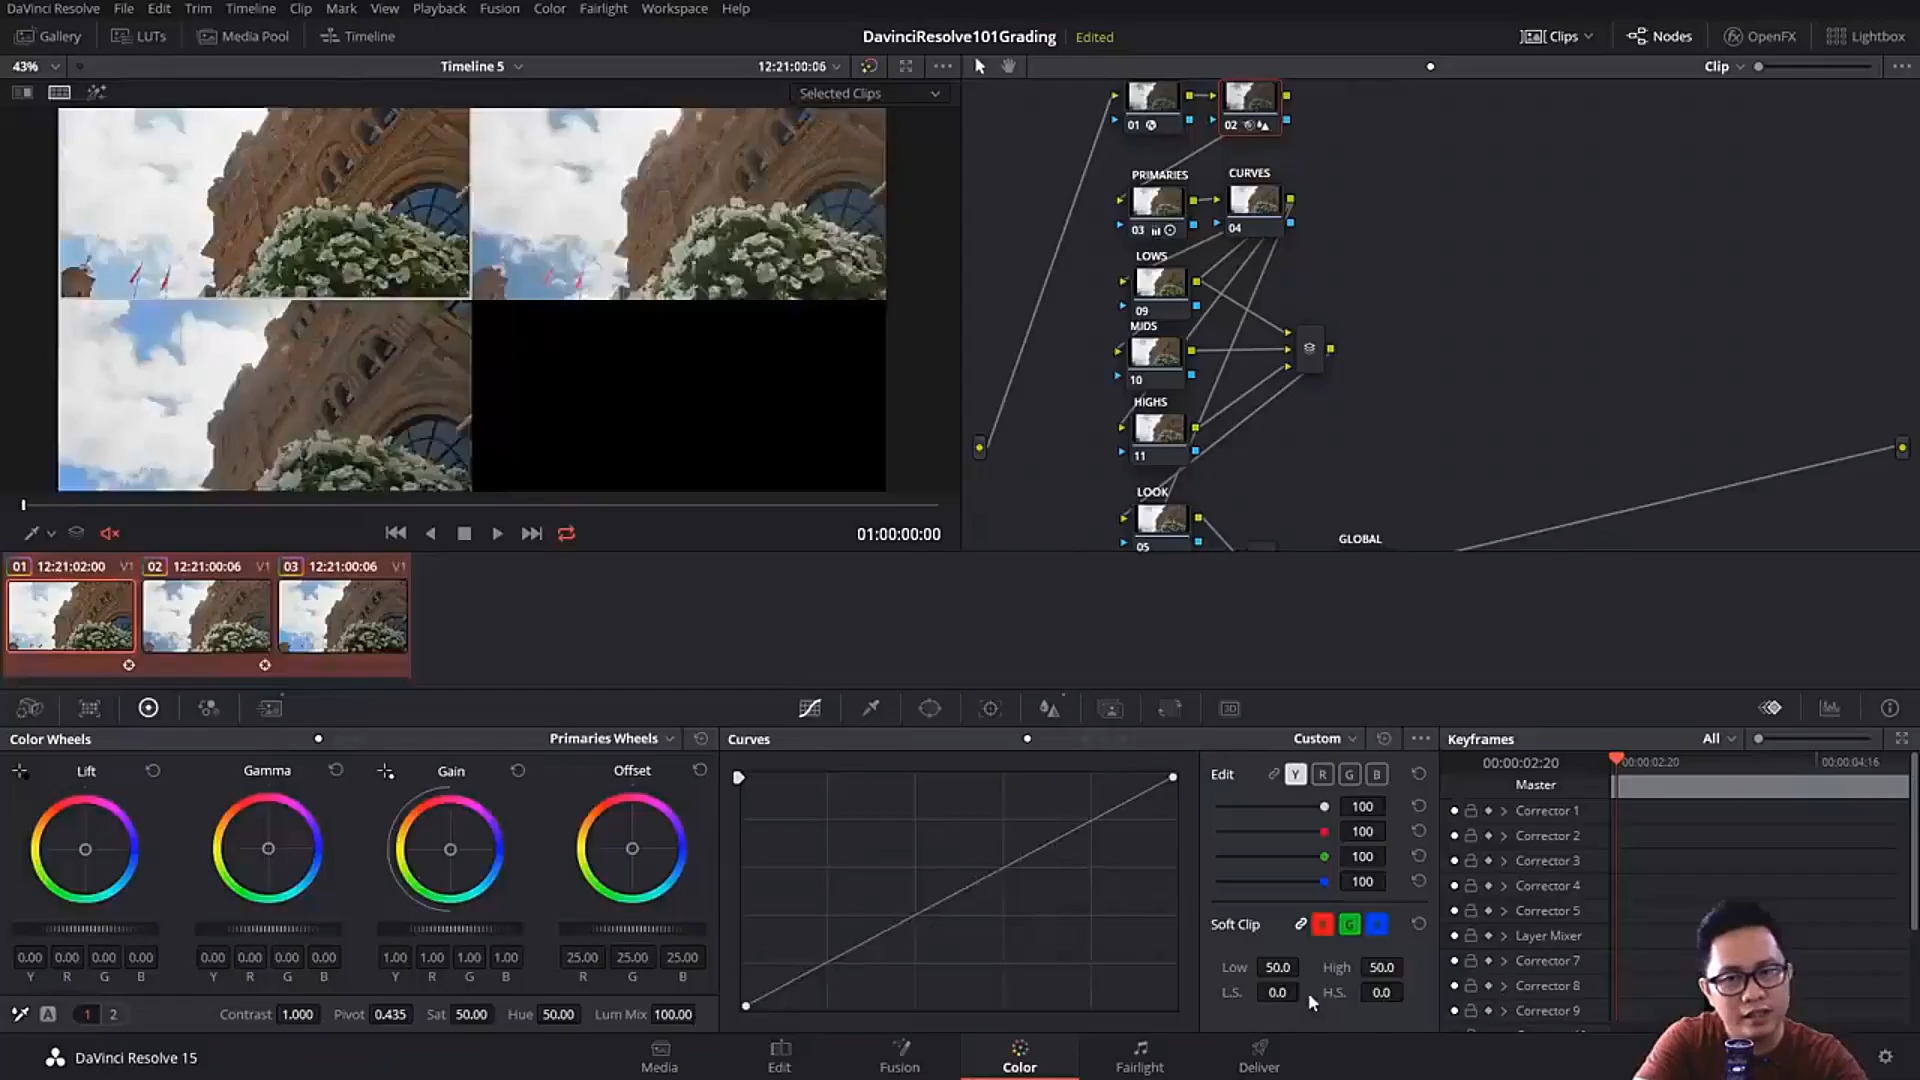 DaVinci Resolve File Edit Trim Timeline Clip Mark View Playback Fusion Color Fairlight Workspace Help
Gallery LUTs Media Pool Timeline DavinciResolve101Grading Edited Clips Nodes OpenFX Lightbox
43% Timeline 5 12:21:00:06 Clip
Selected Clips
01 02
PRIMARIES CURVES
03 04
LOWS
09
MIDS
10
HIGHS
11
LOOK
05
GLOBAL
01:00:00:00
01 12:21:02:00 V1 02 12:21:00:06 V1 03 12:21:00:06 V1
3D
Color Wheels Primaries Wheels Curves Custom Keyframes All
Lift Gamma Gain Offset
Edit Y R G B
100
100
100
100
Soft Clip G
Low 50.0 High 50.0
L.S. 0.0 H.S. 0.0
00:00:02:20 00:00:02:20 00:00:04:16
Master
Corrector 1
Corrector 2
Corrector 3
Corrector 4
Corrector 5
Layer Mixer
Corrector 7
Corrector 8
Corrector 9
0.00 0.00 0.00 0.00 0.00 0.00 0.00 0.00 1.00 1.00 1.00 1.00 25.00 25.00 25.00
Y R G B Y R G B Y R G B R G B
A 1 2 Contrast 1.000 Pivot 0.435 Sat 50.00 Hue 50.00 Lum Mix 100.00
DaVinci Resolve 15 Media Edit Fusion Color Fairlight Deliver